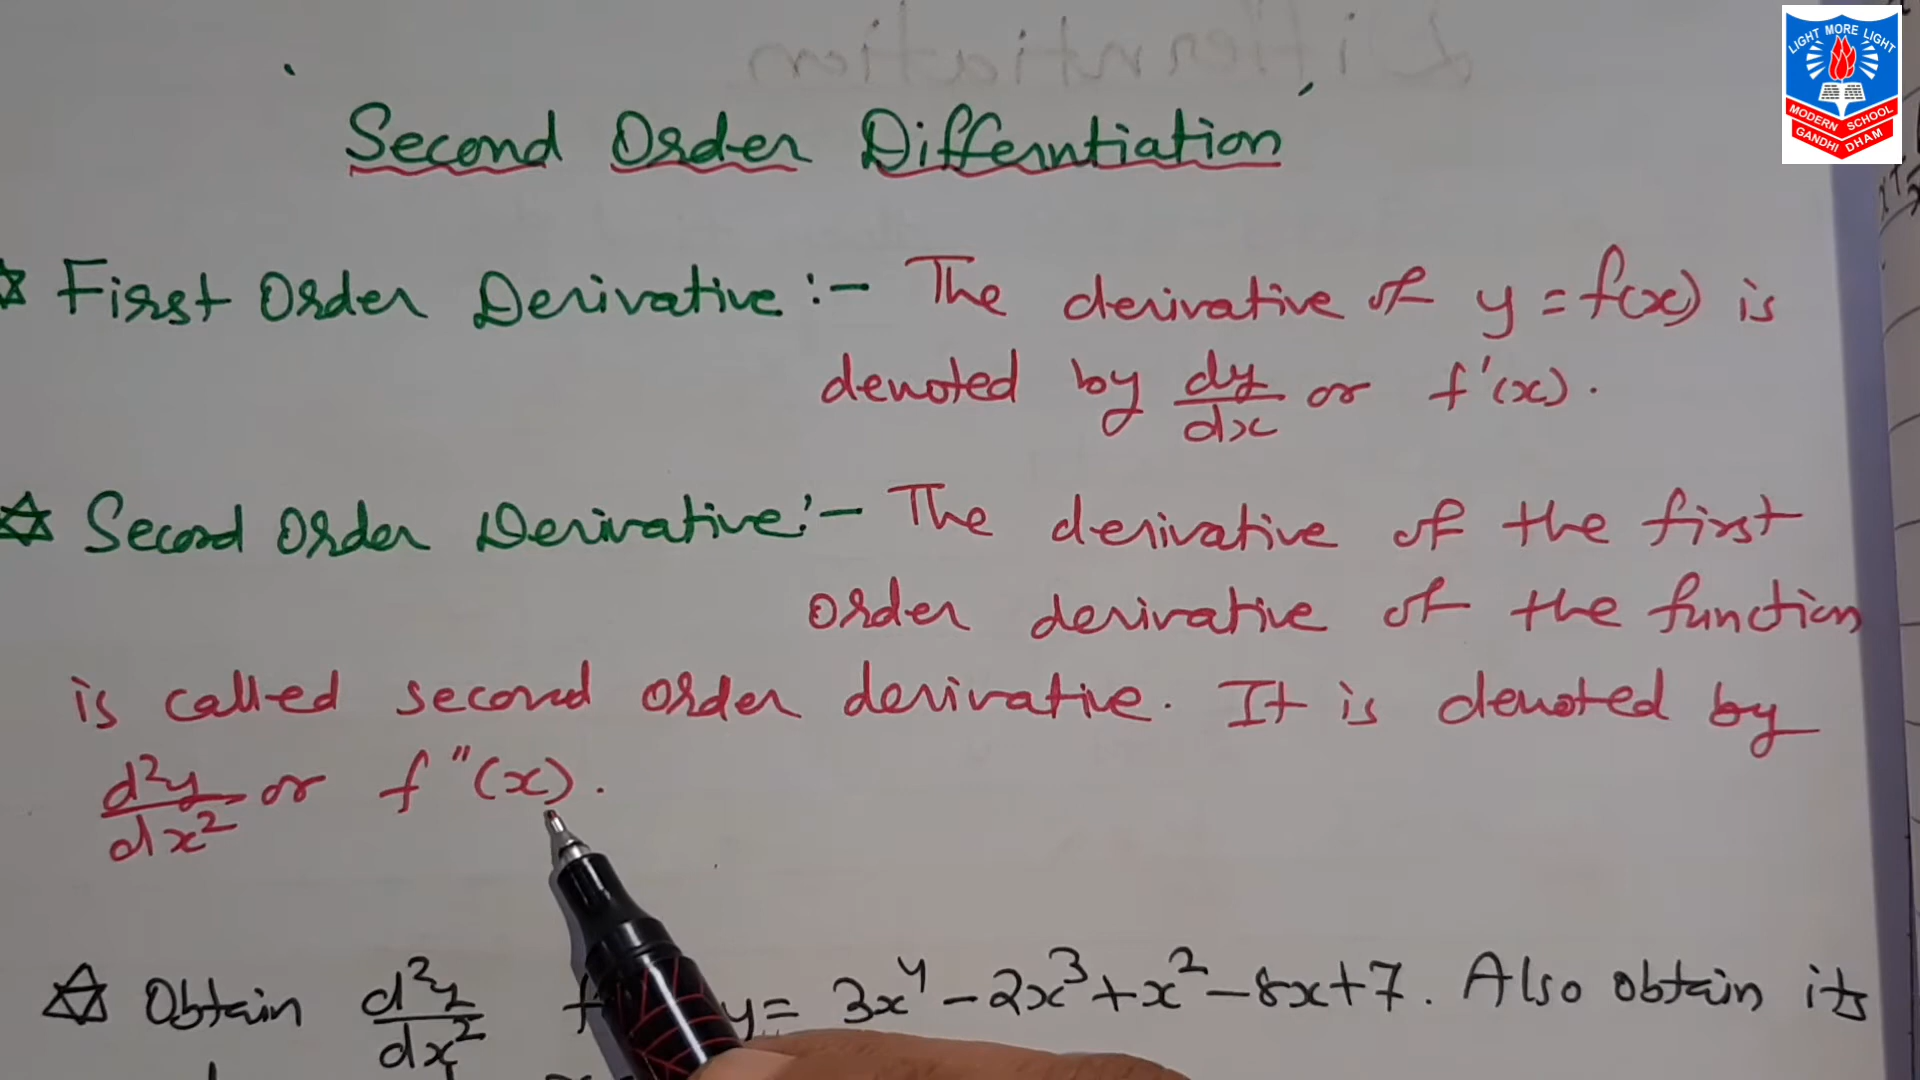 Second Order Differntiation
First Order Derivative :- The derivative of y = f(x) is
denoted by dy/dx or f'(x).
Second Order Derivative :- The derivative of the first
order derivative of the function
is called second order derivative. It is denoted by
d²y/dx² or f"(x).
Obtain d²y/dx² y = 3x⁴ - 2x³ + x² - 8x + 7. Also obtain its
LIGHT MORE LIGHT
MODERN SCHOOL
GANDHIDHAM